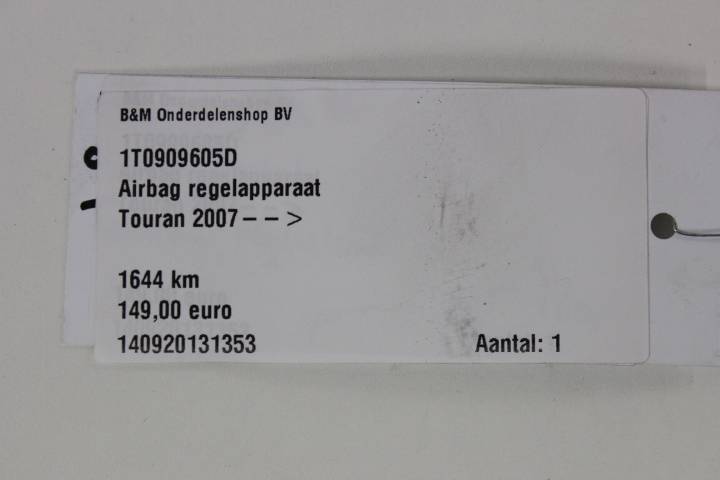 B&M Onderdelenshop BV
1T0909605D
Airbag regelapparaat
Touran 2007 – – >
1644 km
149,00 euro
140920131353 Aantal: 1